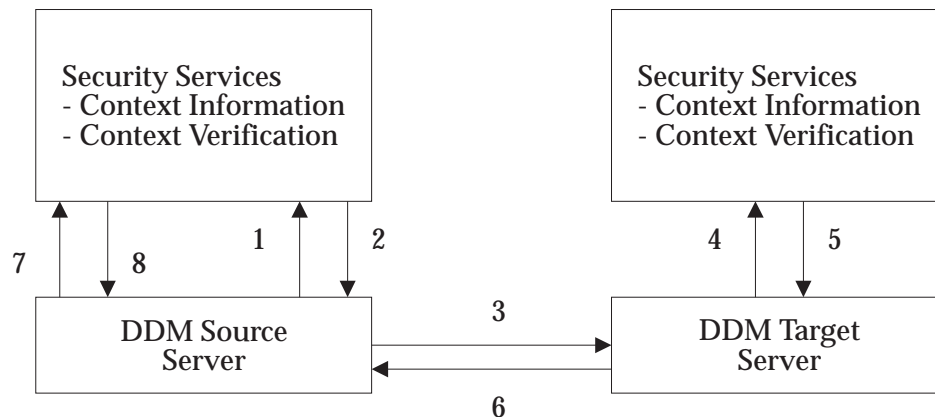 Security Services
- Context Information
- Context Verification
Security Services
- Context Information
- Context Verification
7
8
1
2
4
5
3
DDM Source
Server
DDM Target
Server
6